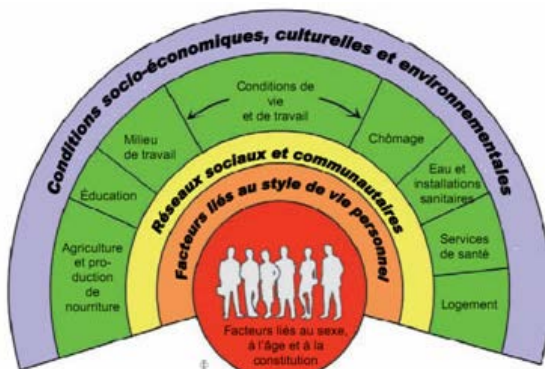 Conditions socio-économiques, culturelles et environnementales
Conditions de
vie
et de travail
Milieu
de travail
Chômage
Éducation
Eau et
installations
sanitaires
Agriculture
et pro-
duction
de
nourriture
Services
de santé
Logement
Réseaux sociaux et communautaires
Facteurs liés au style de vie personnel
Facteurs liés au sexe,
à l'âge et à la
constitution